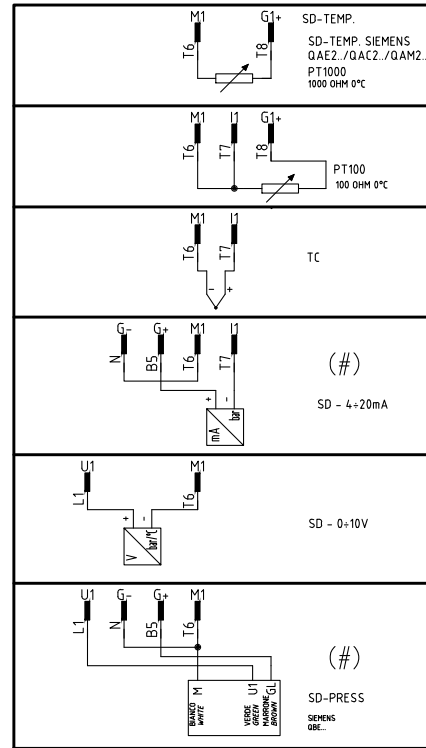 M1 G1+ SD-TEMP.
T6 T8 SD-TEMP. SIEMENS
QAE2../QAC2../QAM2..
PT1000
1000 OHM 0°C
M1 I1 G1+
T6 T7 T8
PT100
100 OHM 0°C
M1 I1
T6 T7
TC
- +
G- G+ M1 I1
N B5 T6 T7
(#)
+ -
mA bar
SD - 4÷20mA
U1 M1
L1 T6
+ -
V bar/°C
SD - 0÷10V
U1 G- G+ M1
L1 N B5 T6
(#)
M U1 GL
BIANCO VERDE MARRONE
WHITE GREEN BROWN
SD-PRESS
SIEMENS
QBE...